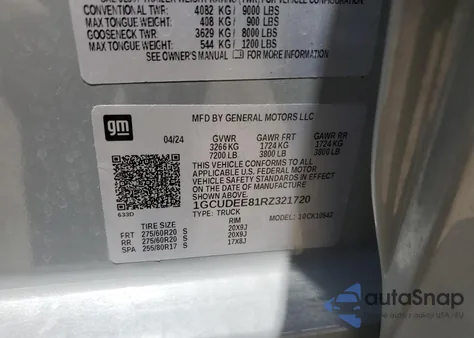 CONVENTIONAL TWR: 4082 KG / 9000 LBS
MAX TONGUE WEIGHT: 408 KG / 900 LBS
GOOSENECK TWR: 3629 KG / 8000 LBS
MAX TONGUE WEIGHT: 544 KG / 1200 LBS
SEE OWNER'S MANUAL FOR MORE INFORMATION
gm
MFD BY GENERAL MOTORS LLC
04/24 GVWR GAWR FRT GAWR RR
3266 KG 1724 KG 1724 KG
7200 LB 3800 LB 3800 LB
THIS VEHICLE CONFORMS TO ALL
APPLICABLE U.S. FEDERAL MOTOR
VEHICLE SAFETY STANDARDS IN EFFECT
ON THE DATE OF MANUFACTURE SHOWN ABOVE.
1GCUDEE81RZ321720
633D
TYPE: TRUCK MODEL:
TIRE SIZE RIM
FRT 275/60R20 S 20X9J
RR 275/60R20 S 20X9J
SPA 255/80R17 S 17X8J
autoSnap